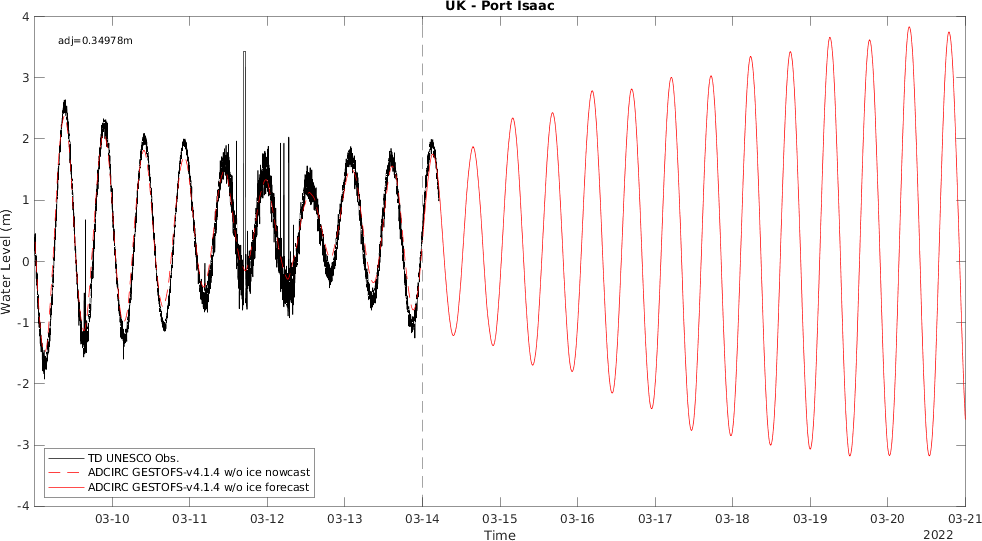 UK - Port Isaac
adj=0.34978m
Water Level (m)
4
3
2
1
0
-1
-2
-3
-4
TD UNESCO Obs.
ADCIRC GESTOFS-v4.1.4 w/o ice nowcast
ADCIRC GESTOFS-v4.1.4 w/o ice forecast
03-10 03-11 03-12 03-13 03-14 03-15 03-16 03-17 03-18 03-19 03-20 03-21
Time
2022